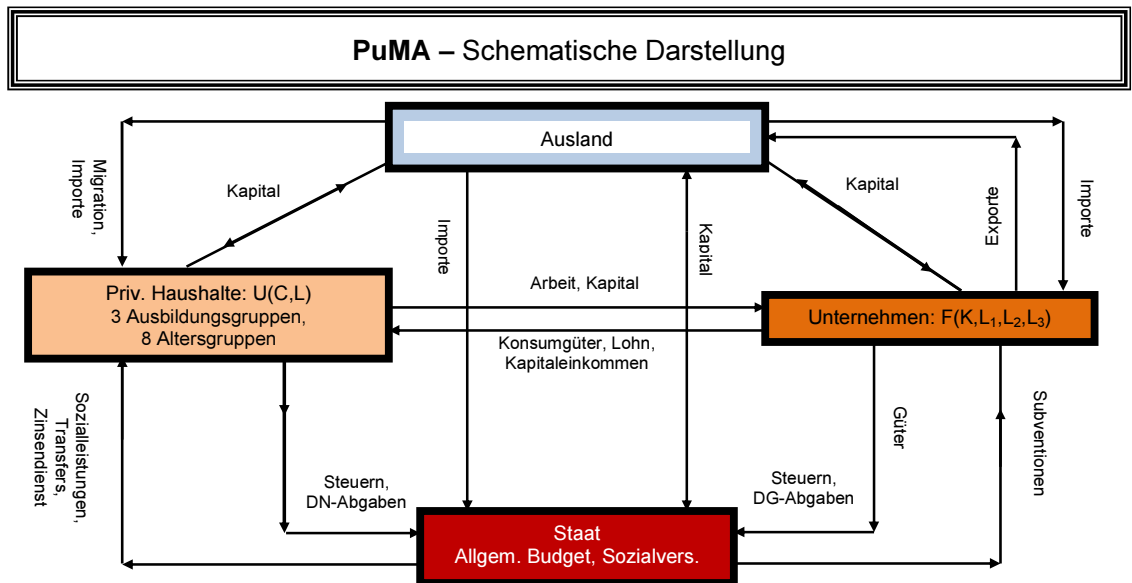 PuMA – Schematische Darstellung
Ausland
Migration,
Importe
Kapital
Importe
Kapital
Kapital
Exporte
Importe
Priv. Haushalte: U(C,L)
3 Ausbildungsgruppen,
8 Altersgruppen
Arbeit, Kapital
Konsumgüter, Lohn,
Kapitaleinkommen
Unternehmen: F(K,L₁,L₂,L₃)
Sozialleistungen,
Transfers,
Zinsendienst
Steuern,
DN-Abgaben
Steuern,
DG-Abgaben
Güter
Subventionen
Staat
Allgem. Budget, Sozialvers.